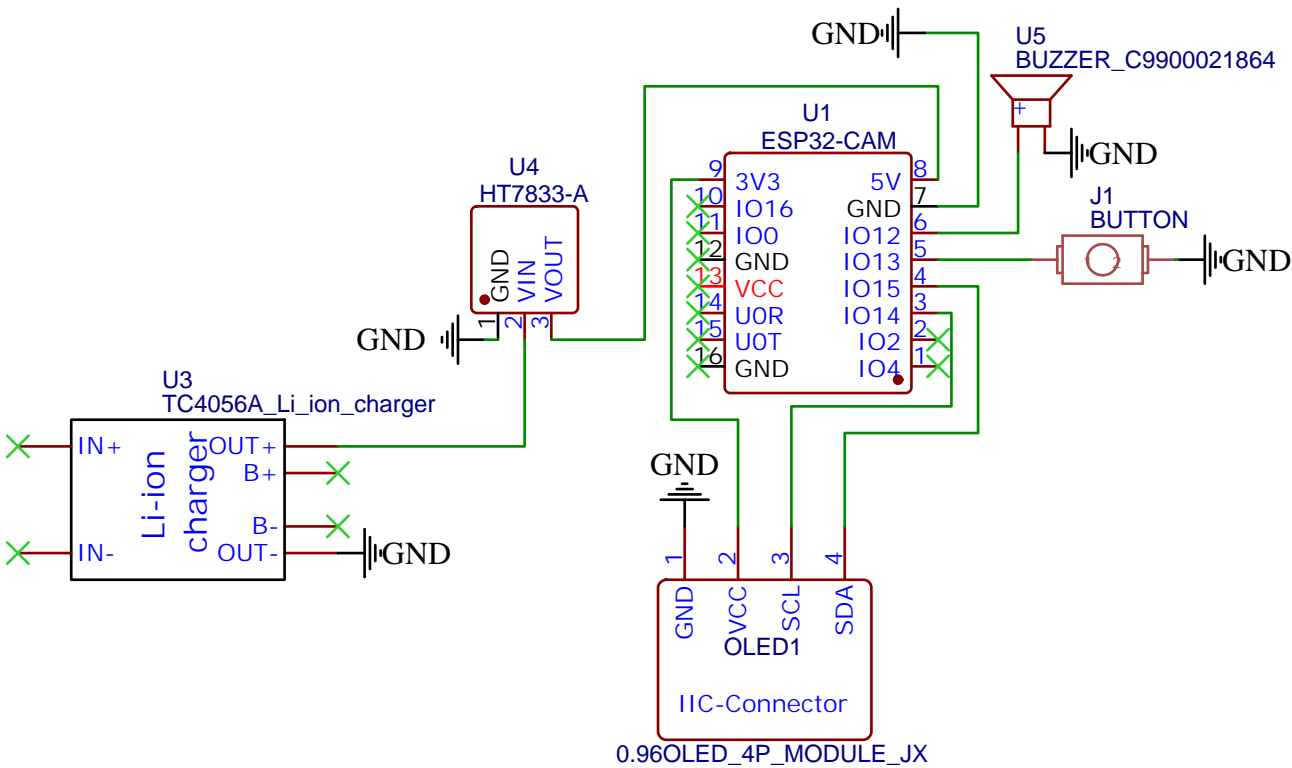 GND
U5
BUZZER_C9900021864
+
GND
U1
ESP32-CAM
9
3V3
5V
8
10
IO16
GND
7
11
IO0
IO12
6
12
GND
IO13
5
13
VCC
IO15
4
14
U0R
IO14
3
15
U0T
IO2
2
16
GND
IO4
1
J1
BUTTON
1
2
GND
U4
HT7833-A
GND
VIN
VOUT
1
2
3
GND
U3
TC4056A_Li_ion_charger
IN+
OUT+
B+
Li-ion
charger
B-
IN-
OUT-
GND
GND
1
2
3
4
GND
VCC
SCL
SDA
OLED1
IIC-Connector
0.96OLED_4P_MODULE_JX